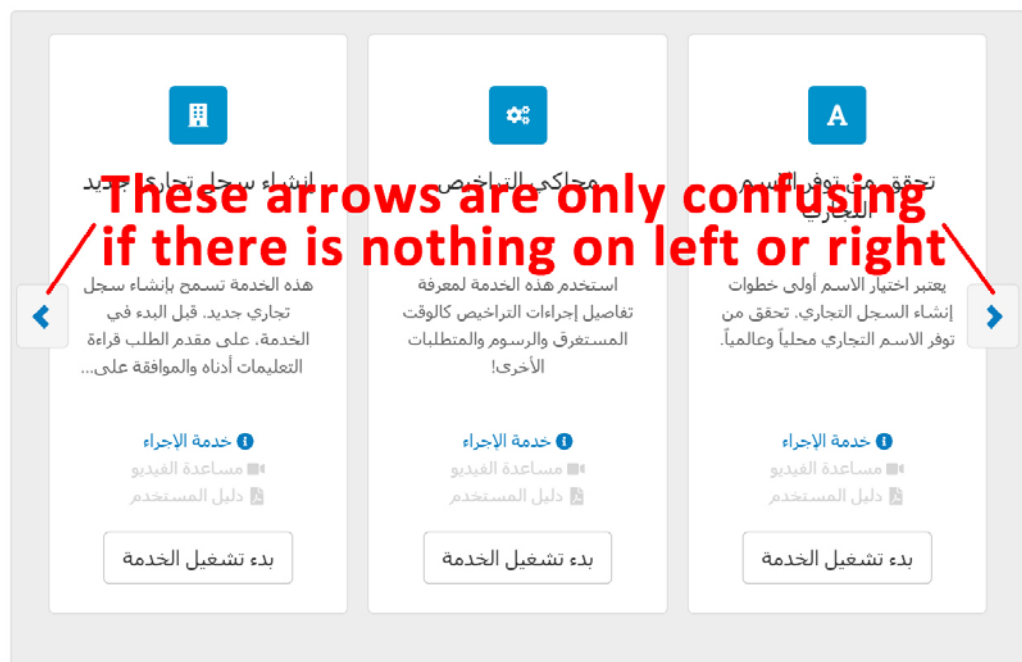 A
تحقق من توفر الاسم
التجاري
يعتبر اختيار الاسم أولى خطوات
إنشاء السجل التجاري. تحقق من
توفر الاسم التجاري محلياً وعالمياً.
خدمة الإجراء
مساعدة الفيديو
دليل المستخدم
بدء تشغيل الخدمة
محاكي التراخيص
استخدم هذه الخدمة لمعرفة
تفاصيل إجراءات التراخيص كالوقت
المستغرق والرسوم والمتطلبات
الأخرى!
خدمة الإجراء
مساعدة الفيديو
دليل المستخدم
بدء تشغيل الخدمة
إنشاء سجل تجاري جديد
هذه الخدمة تسمح بإنشاء سجل
تجاري جديد. قبل البدء في
الخدمة، على مقدم الطلب قراءة
التعليمات أدناه والموافقة على...
خدمة الإجراء
مساعدة الفيديو
دليل المستخدم
بدء تشغيل الخدمة
These arrows are only confusing
if there is nothing on left or right